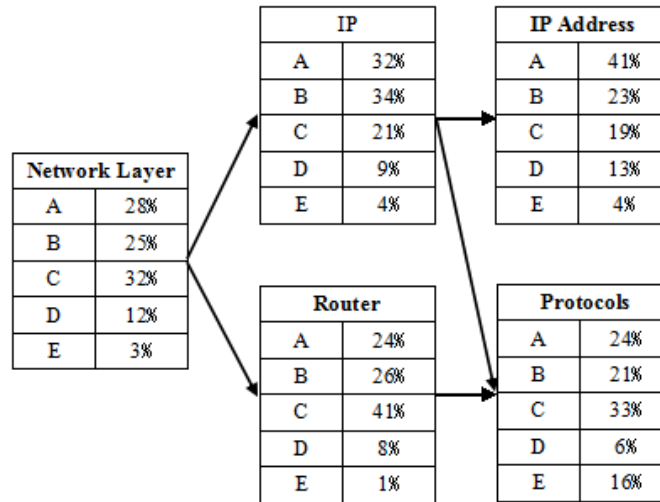 Network Layer
A 28%
B 25%
C 32%
D 12%
E 3%
IP
A 32%
B 34%
C 21%
D 9%
E 4%
Router
A 24%
B 26%
C 41%
D 8%
E 1%
IP Address
A 41%
B 23%
C 19%
D 13%
E 4%
Protocols
A 24%
B 21%
C 33%
D 6%
E 16%